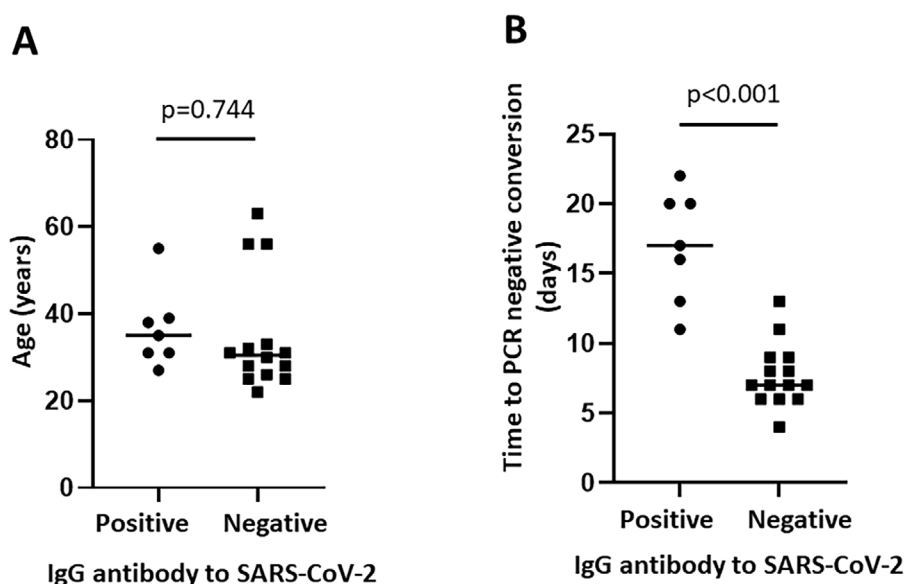 A
p=0.744
80
60
40
20
0
Age (years)
Positive Negative
IgG antibody to SARS-CoV-2
B
p<0.001
25
20
15
10
5
0
Time to PCR negative conversion
(days)
Positive Negative
IgG antibody to SARS-CoV-2